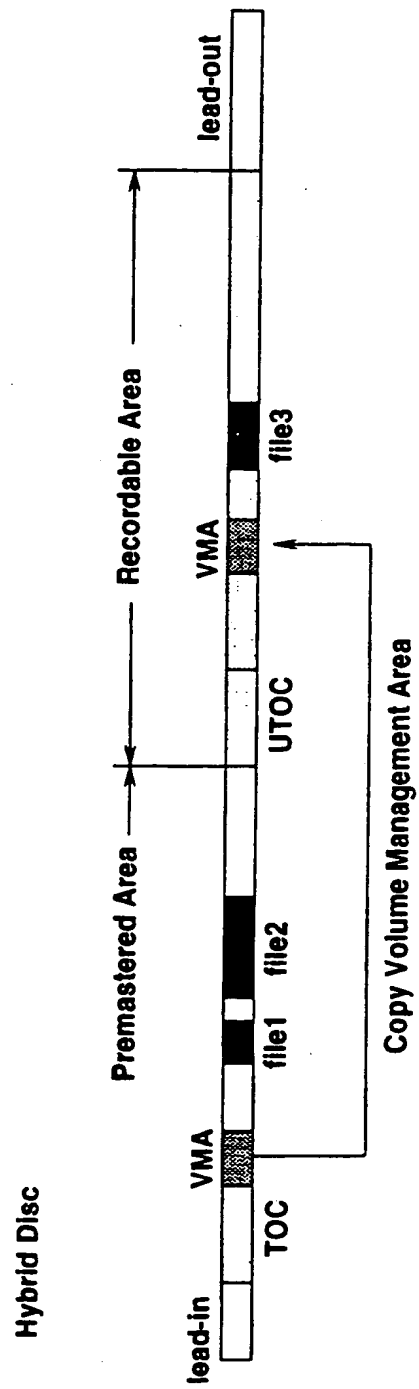 Hybrid Disc
Premastered Area
Recordable Area
lead-in
VMA
VMA
lead-out
TOC
file1
file2
UTOC
file3
Copy Volume Management Area